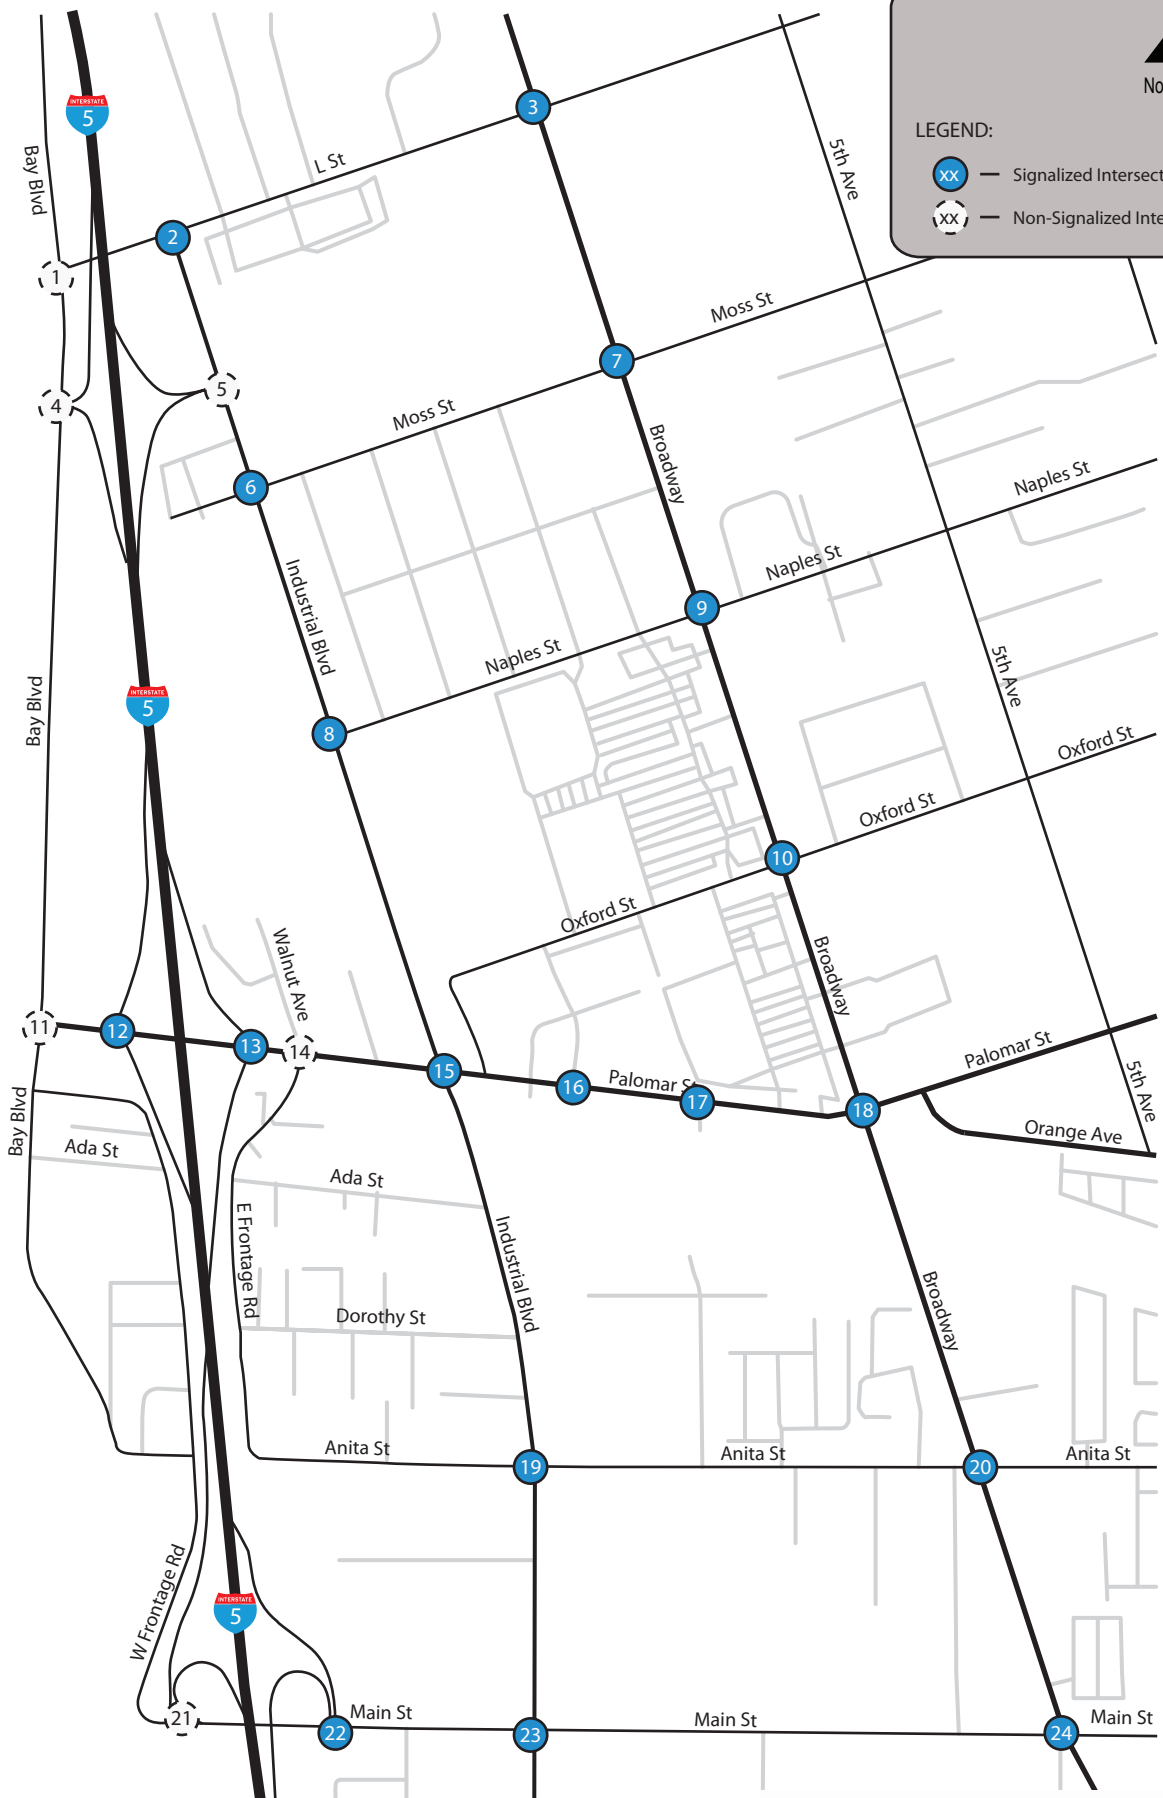 No
LEGEND:
xx — Signalized Intersect
xx — Non-Signalized Inte
INTERSTATE
5
3
5th Ave
L St
Bay Blvd
2
1
Moss St
7
5
4
Moss St
Broadway
6
Naples St
Industrial Blvd
Naples St
9
Naples St
5th Ave
Bay Blvd
INTERSTATE
5
8
Oxford St
Oxford St
10
Oxford St
Walnut Ave
Broadway
11
12
13
14
15
16
Palomar St
17
18
Palomar St
5th Ave
Orange Ave
Bay Blvd
Ada St
Ada St
E Frontage Rd
Industrial Blvd
Dorothy St
Broadway
Anita St
19
Anita St
20
Anita St
W Frontage Rd
INTERSTATE
5
21
22
Main St
23
Main St
24
Main St